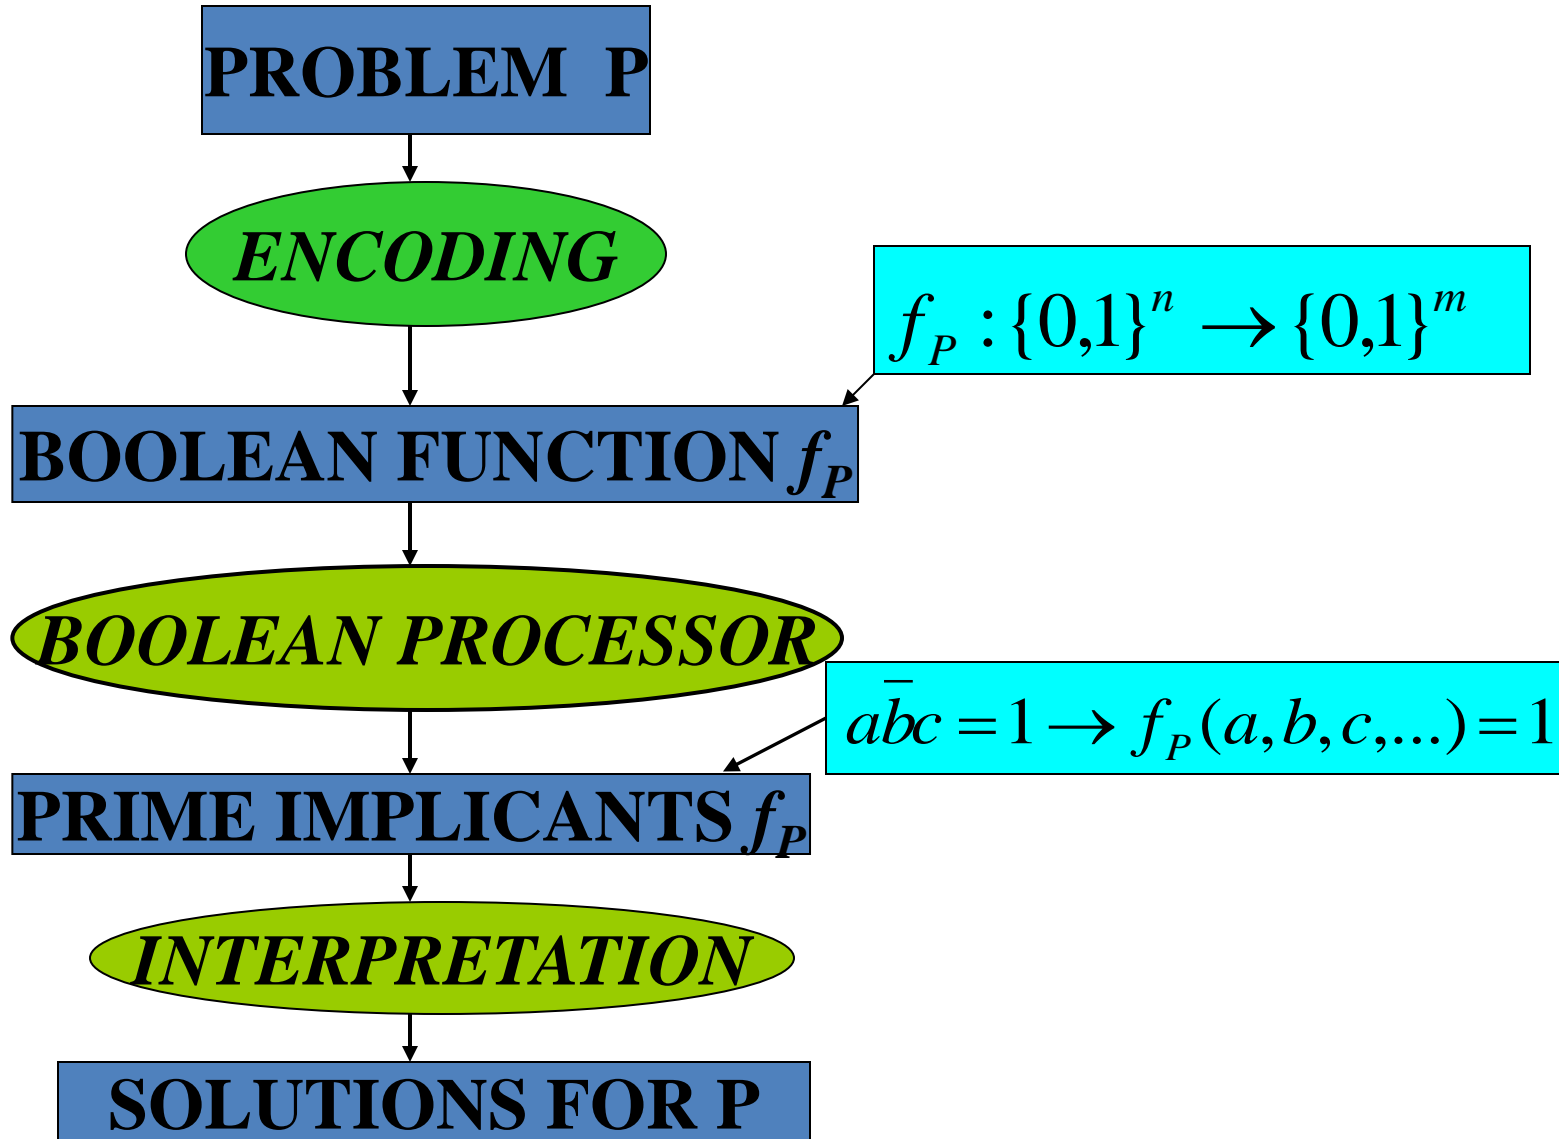 PROBLEM P
ENCODING
f_P : {0,1}^n → {0,1}^m
BOOLEAN FUNCTION f_P
BOOLEAN PROCESSOR
ab̅c = 1 → f_P(a, b, c,...) = 1
PRIME IMPLICANTS f_P
INTERPRETATION
SOLUTIONS FOR P